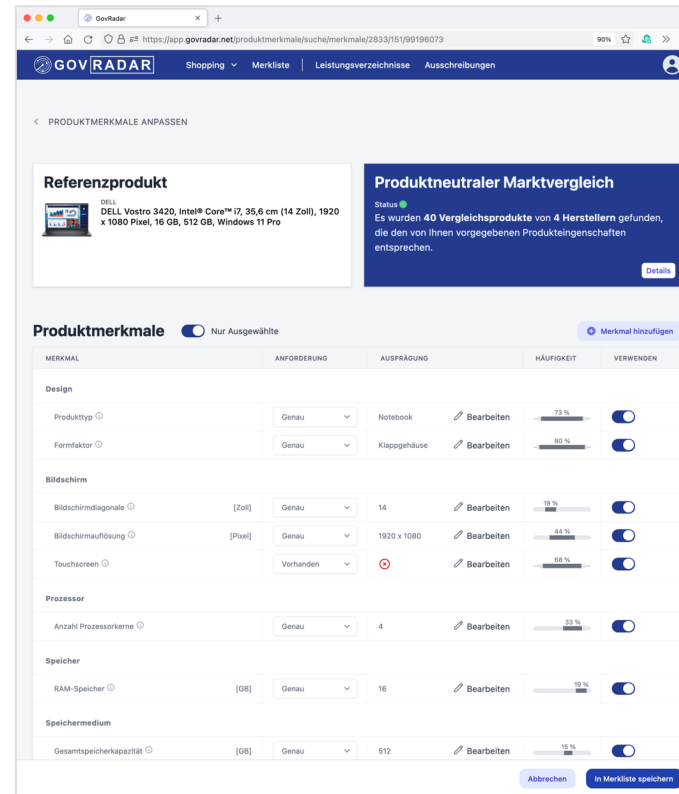 GovRadar
https://app.govradar.net/produktmerkmale/suche/merkmale/2833/151/99196073
90%
GOVRADAR
Shopping Merkliste Leistungsverzeichnisse Ausschreibungen
PRODUKTMERKMALE ANPASSEN
Referenzprodukt
DELL
DELL Vostro 3420, Intel® Core™ i7, 35,6 cm (14 Zoll), 1920
x 1080 Pixel, 16 GB, 512 GB, Windows 11 Pro
Produktneutraler Marktvergleich
Status
Es wurden 40 Vergleichsprodukte von 4 Herstellern gefunden,
die den von Ihnen vorgegebenen Produkteingenschaften
entsprechen.
Details
Produktmerkmale Nur Ausgewählte Merkmal hinzufügen
MERKMAL ANFORDERUNG AUSPRÄGUNG HÄUFIGKEIT VERWENDEN
Design
Produkttyp Genau Notebook Bearbeiten 73 %
Formfaktor Genau Klappgehäuse Bearbeiten 80 %
Bildschirm
Bildschirmdiagonale [Zoll] Genau 14 Bearbeiten 19 %
Bildschirmauflösung [Pixel] Genau 1920 x 1080 Bearbeiten 44 %
Touchscreen Vorhanden Bearbeiten 68 %
Prozessor
Anzahl Prozessorkerne Genau 4 Bearbeiten 33 %
Speicher
RAM-Speicher [GB] Genau 16 Bearbeiten 19 %
Speichermedium
Gesamtspeicherkapazität [GB] Genau 512 Bearbeiten 15 %
Abbrechen In Merkliste speichern